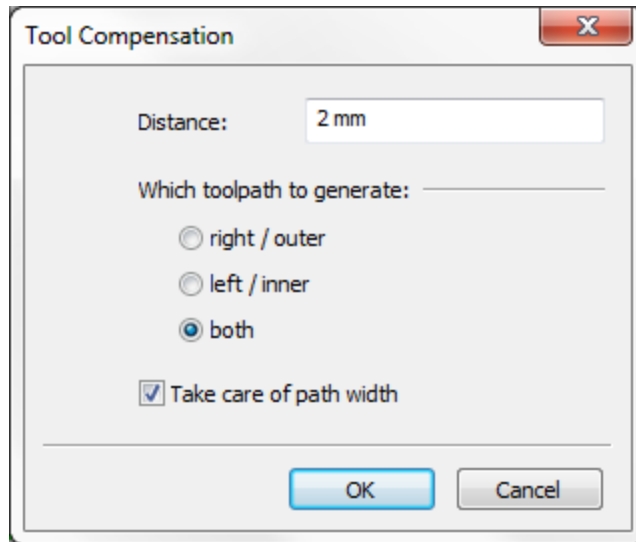 Tool Compensation
Distance: 2 mm
Which toolpath to generate:
right / outer
left / inner
both
Take care of path width
OK Cancel